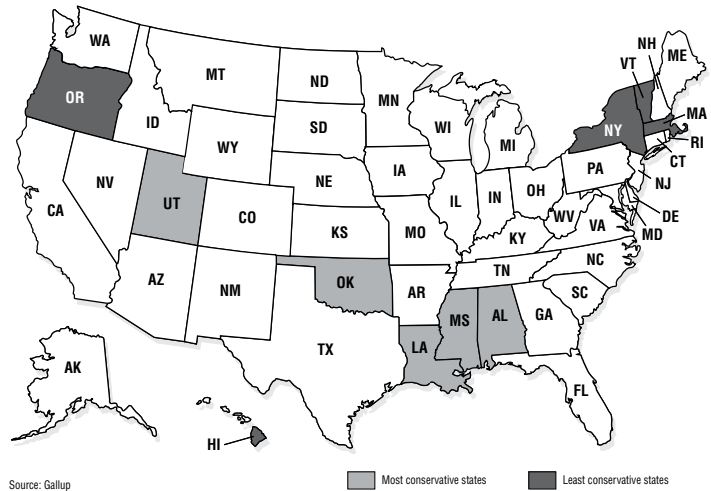 NH
ME
WA
VT
MT
ND
MN
OR
MA
ID
SD
WI
NY
WY
MI
RI
CT
IA
PA
NE
NV
NJ
OH
IL
IN
UT
CA
CO
DE
WV
VA
KS
MO
MD
KY
NC
TN
AZ
OK
NM
AR
SC
MS
AL
GA
LA
TX
AK
FL
HI
Source: Gallup
Most conservative states
Least conservative states